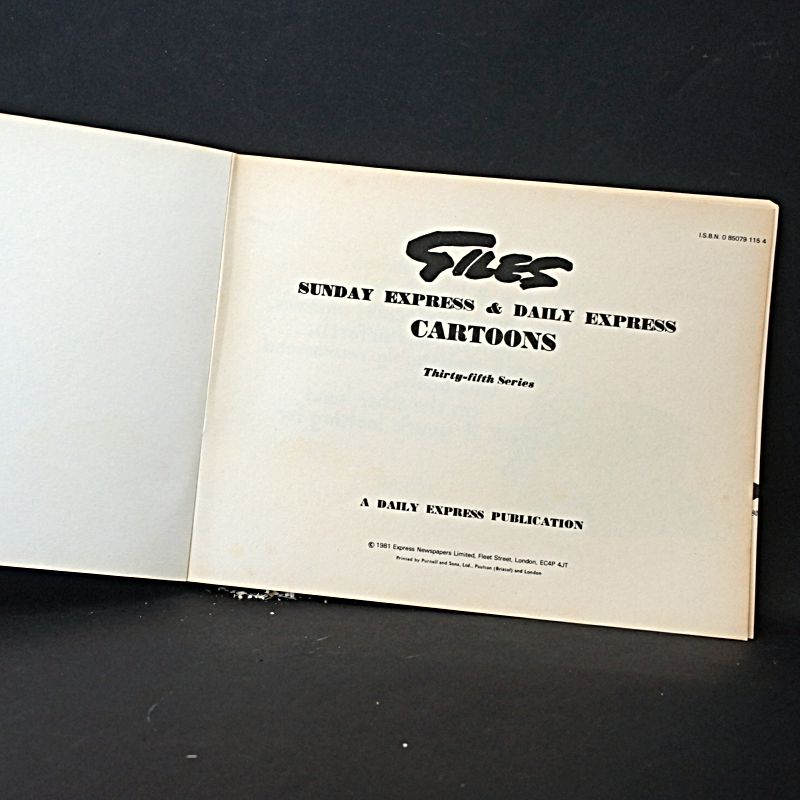 I.S.B.N. 0 85079 115 4
GILES
SUNDAY EXPRESS & DAILY EXPRESS
CARTOONS
Thirty-fifth Series
A DAILY EXPRESS PUBLICATION
© 1981 Express Newspapers Limited, Fleet Street, London, EC4P 4JT
Printed by Purnell and Sons, Ltd., Paulton (Bristol) and London